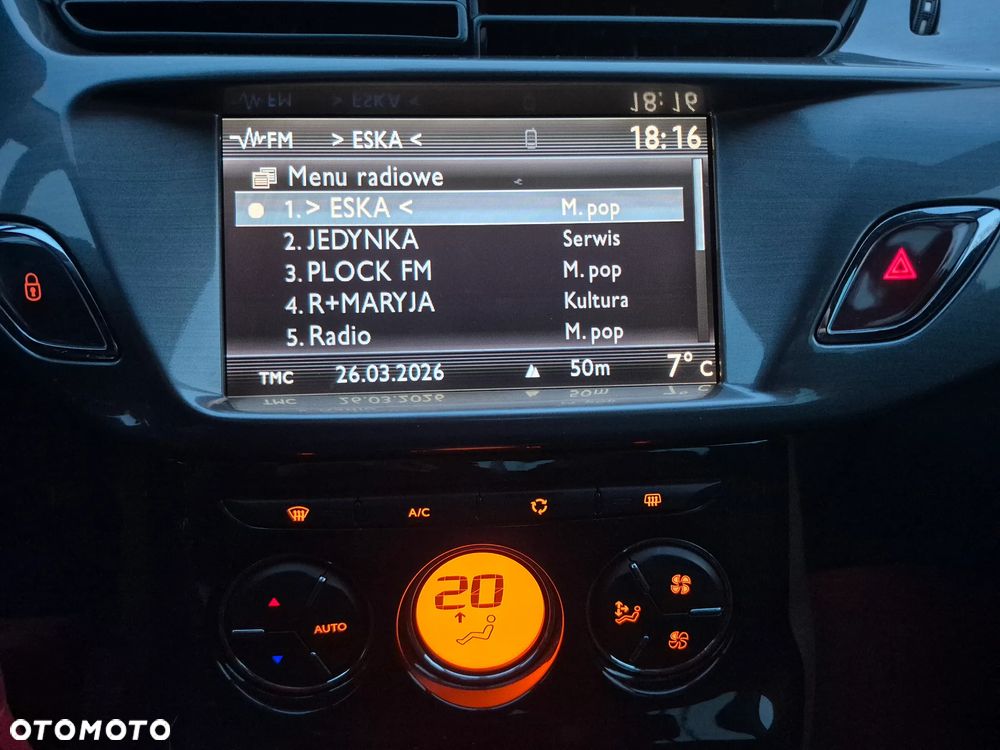 FM > ESKA < 18:16
Menu radiowe
1. > ESKA < M. pop
2. JEDYNKA Serwis
3. PLOCK FM M. pop
4. R+MARYJA Kultura
5. Radio M. pop
TMC 26.03.2026 50m 7° C
A/C
20
AUTO
OTOMOTO